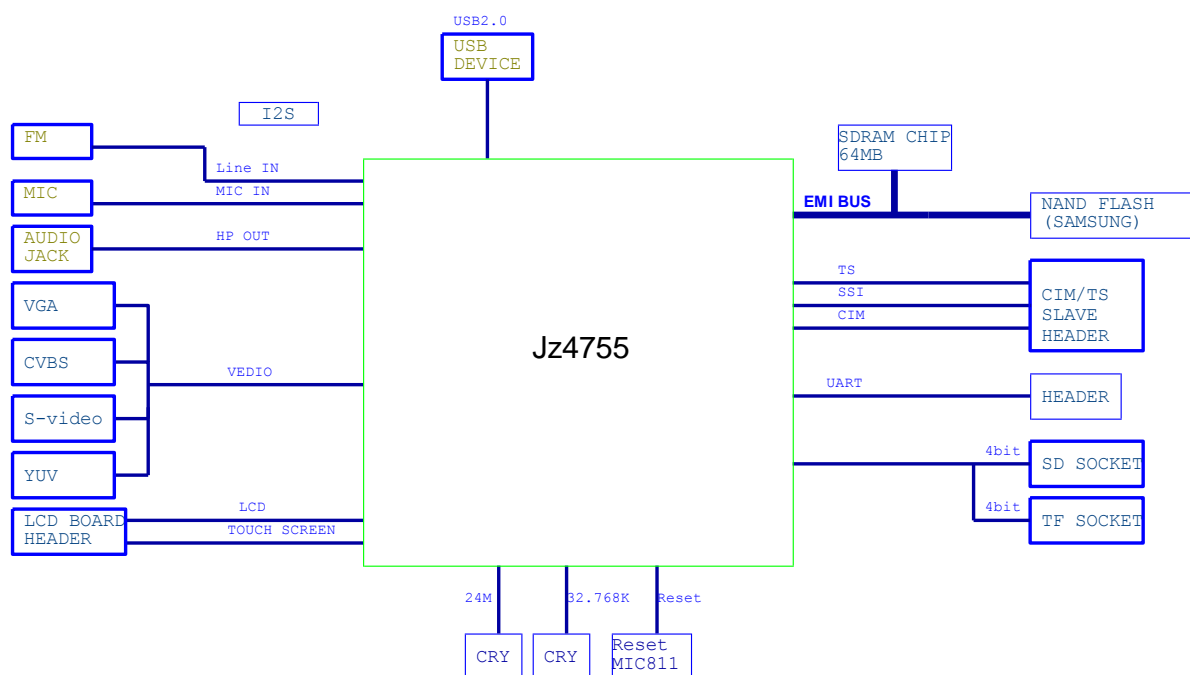 USB2.0
USB
DEVICE
I2S
FM
Line IN
MIC
MIC IN
AUDIO
JACK
HP OUT
VGA
CVBS
VEDIO
S-video
YUV
LCD BOARD
HEADER
LCD
TOUCH SCREEN
Jz4755
SDRAM CHIP
64MB
EMI BUS
NAND FLASH
(SAMSUNG)
TS
SSI
CIM
CIM/TS
SLAVE
HEADER
UART
HEADER
4bit
SD SOCKET
4bit
TF SOCKET
24M
32.768K
Reset
CRY
CRY
Reset
MIC811